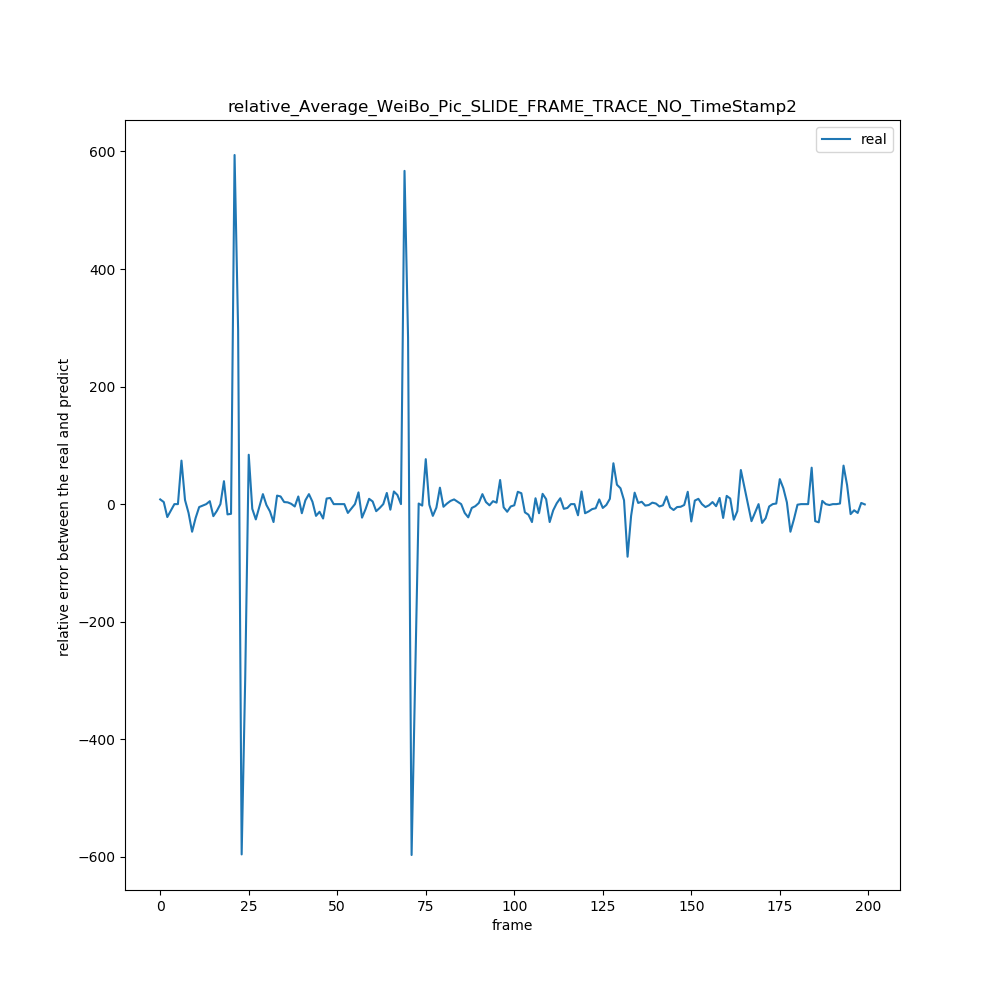 relative_Average_WeiBo_Pic_SLIDE_FRAME_TRACE_NO_TimeStamp2
real
relative error between the real and predict
600
400
200
0
−200
−400
−600
0 25 50 75 100 125 150 175 200
frame